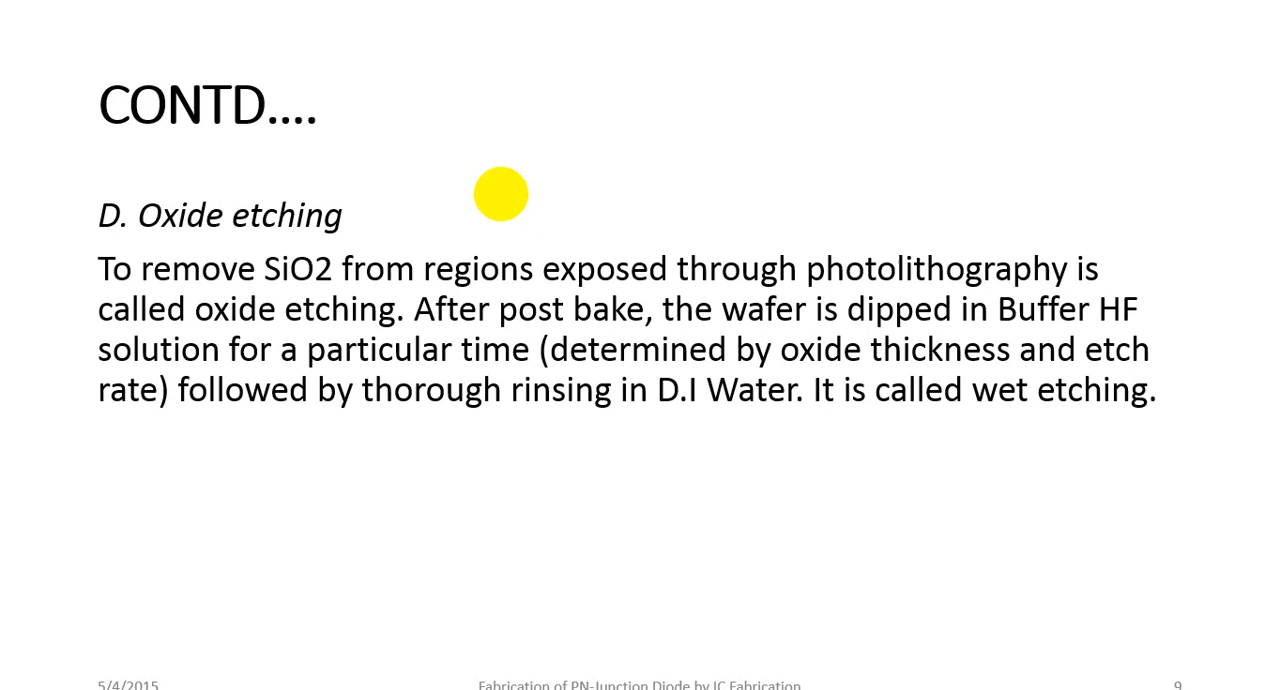 CONTD....
D. Oxide etching
To remove SiO2 from regions exposed through photolithography is
called oxide etching. After post bake, the wafer is dipped in Buffer HF
solution for a particular time (determined by oxide thickness and etch
rate) followed by thorough rinsing in D.I Water. It is called wet etching.
5/4/2015 Fabrication of PN-Junction Diode by IC Fabrication 9